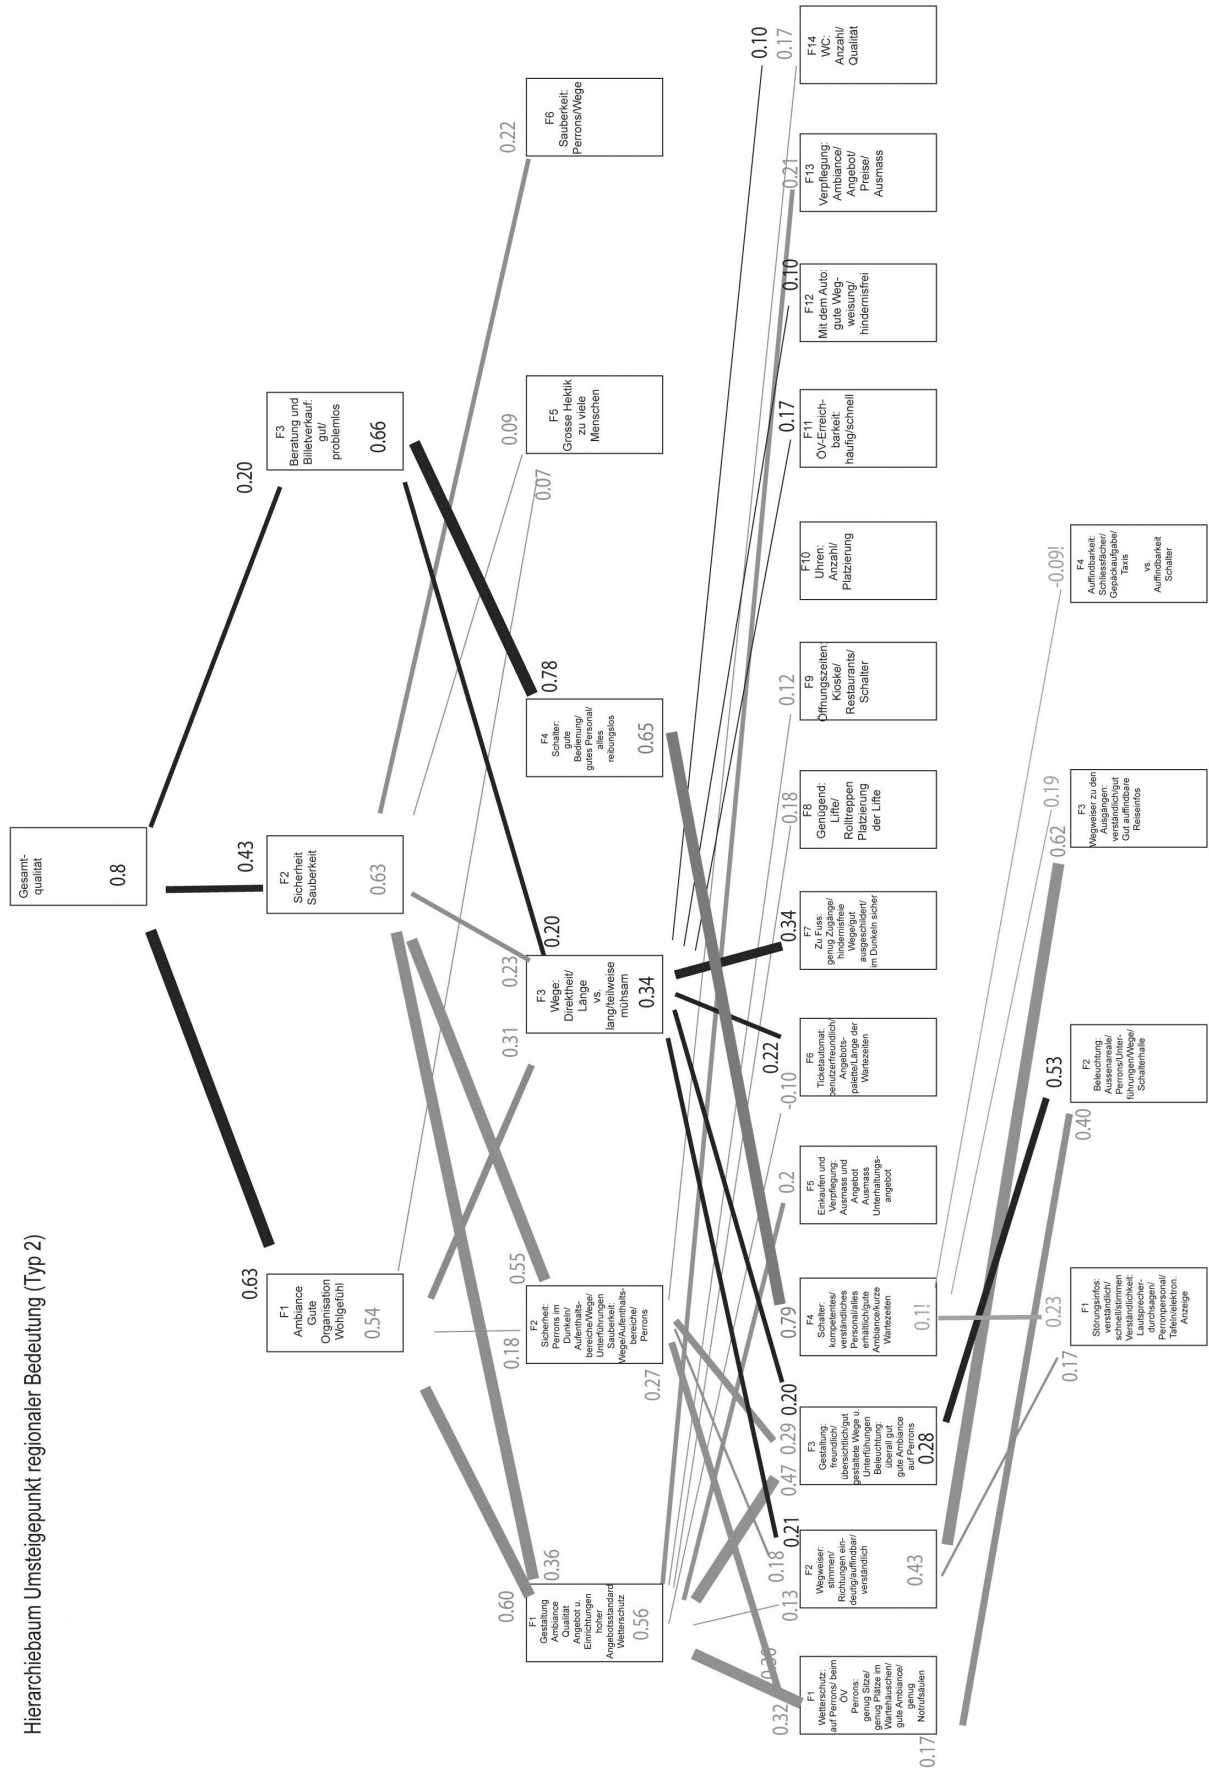 Hierarchiebaum Umsteigepunkt regionaler Bedeutung (Typ 2)
Gesamt-
qualität
0.8
0.63
0.43
0.20
F1
Ambiance
Gute
Organisation
Wohlgefühl
0.54
F2
Sicherheit
Sauberkeit
0.63
F3
Beratung und
Billetverkauf:
gut/
problemlos
0.66
0.60
0.36
0.18
0.55
0.31
0.23
0.20
0.78
0.09
0.07
0.22
F1
Gestaltung
Ambiance
Qualität
Angebot u.
Einrichtungen
hoher
Angebotsstandard
Wetterschutz
0.56
F2
Sicherheit:
Perrons im
Dunkeln/
Aufenthalts-
bereiche/Wege/
Unterführungen
Sauberkeit:
Wege/Aufenthalts-
bereiche/
Perrons
0.27
F3
Wege:
Direktheit/
Länge
vs.
lang/teilweise
mühsam
0.34
F4
Schalter:
gute
Bedienung/
gutes Personal/
alles
reibungslos
0.65
F5
Grosse Hektik
zu viele
Menschen
F6
Sauberkeit:
Perrons/Wege
0.32
0.13
0.18
0.21
0.47
0.29
0.20
0.79
0.2
-0.10
0.22
0.34
0.18
0.12
0.17
0.10
0.21
0.17
0.10
F1
Wetterschutz:
auf Perrons/ beim
ÖV
Perrons:
genug Sitze/
genug Plätze im
Wartehäuschen/
gute Ambiance/
genug
Notrufsäulen
0.17
F2
Wegweiser:
stimmen/
Richtungen ein-
deutig/auffindbar/
verständlich
0.43
F3
Gestaltung:
freundlich/
übersichtlich/gut
gestaltete Wege u.
Unterfühungen
Beleuchtung:
überall gut
gute Ambiance
auf Perrons
0.28
F4
Schalter:
kompetentes/
verständliches
Personal/alles
erhältlich/gute
Ambiance/kurze
Wartezeiten
0.1!
F5
Einkaufen und
Verpflegung:
Ausmass und
Angebot
Ausmass
Unterhaltungs-
angebot
F6
Ticketautomat:
benutzerfreundlich/
Angebots-
palette/Länge der
Wartezeiten
F7
Zu Fuss:
genug Zugänge/
hindernisfreie
Wege/gut
ausgeschildert/
im Dunkeln sicher
F8
Genügend:
Lifte/
Rolltreppen
Platzierung
der Lifte
F9
Öffnungszeiten:
Kioske/
Restaurants/
Schalter
F10
Uhren:
Anzahl/
Platzierung
F11
ÖV-Erreich-
barkeit:
häufig/schnell
F12
Mit dem Auto:
gute Weg-
weisung/
hindernisfrei
F13
Verpflegung:
Ambiance/
Angebot/
Preise/
Ausmass
F14
WC:
Anzahl/
Qualität
0.17
0.23
0.40
0.53
0.62
0.19
-0.09!
F1
Störungsinfos:
verständlich/
schnell/stimmen
Verständlichkeit:
Lautsprecher-
durchsagen/
Perronpersonal/
Tafeln/elektron.
Anzeige
F2
Beleuchtung:
Aussenareale/
Perrons/Unter-
führungen/Wege/
Schalterhalle
F3
Wegweiser zu den
Ausgängen:
verständlich/gut
Gut auffindbare
Reiseinfos
F4
Auffindbarkeit:
Schliessfächer/
Gepäckaufgabe/
Taxis
vs.
Auffindbarkeit
Schalter